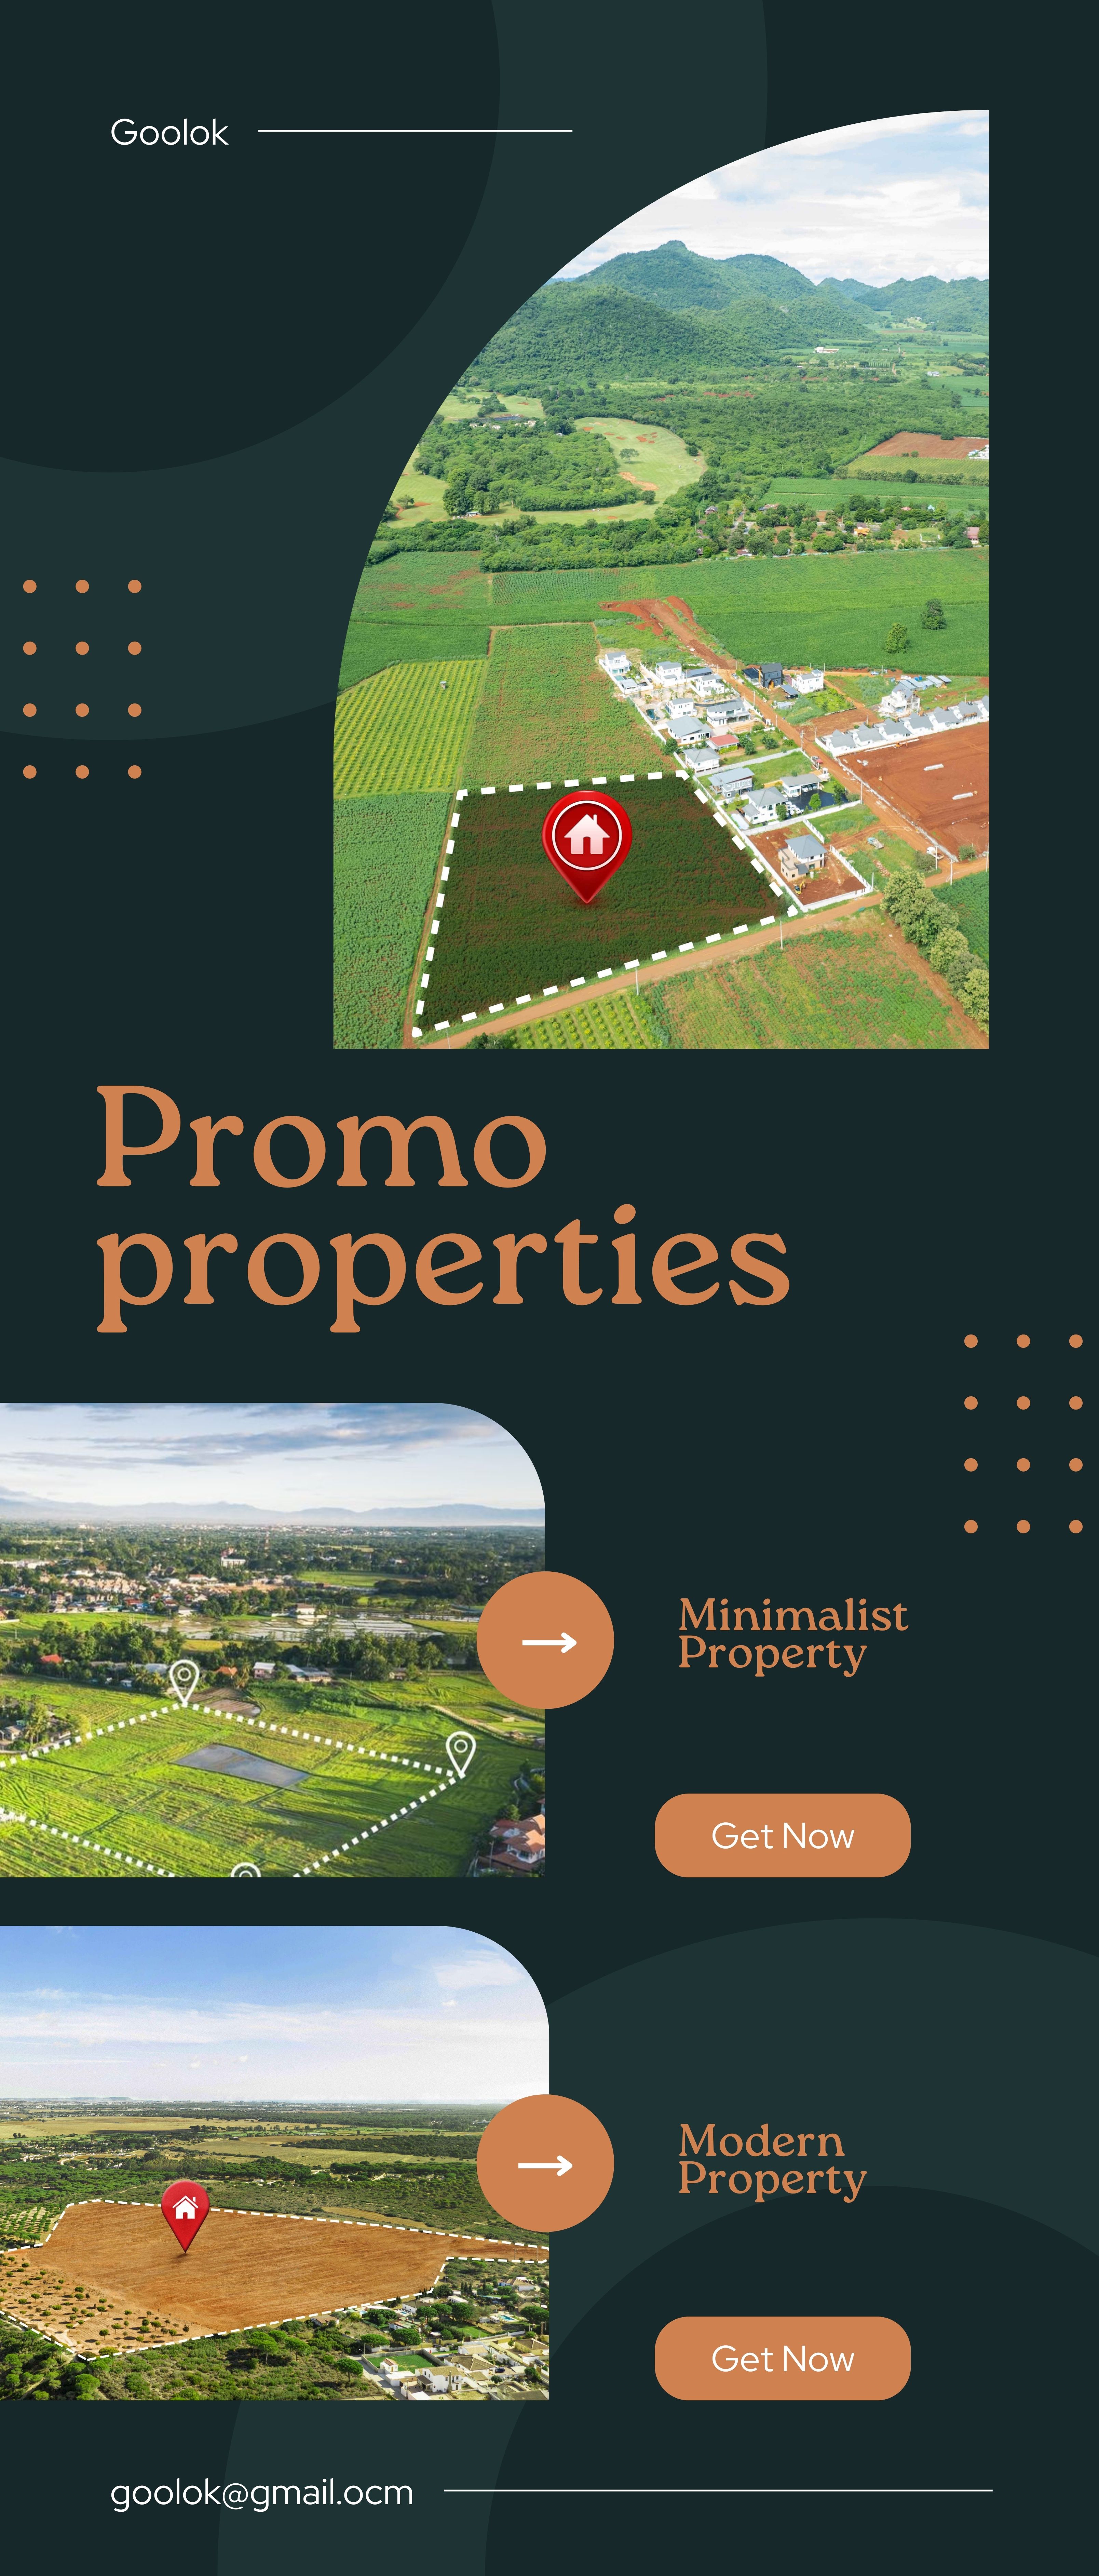 Goolok
Promo
properties
Minimalist
Property
Get Now
Modern
Property
Get Now
goolok@gmail.ocm